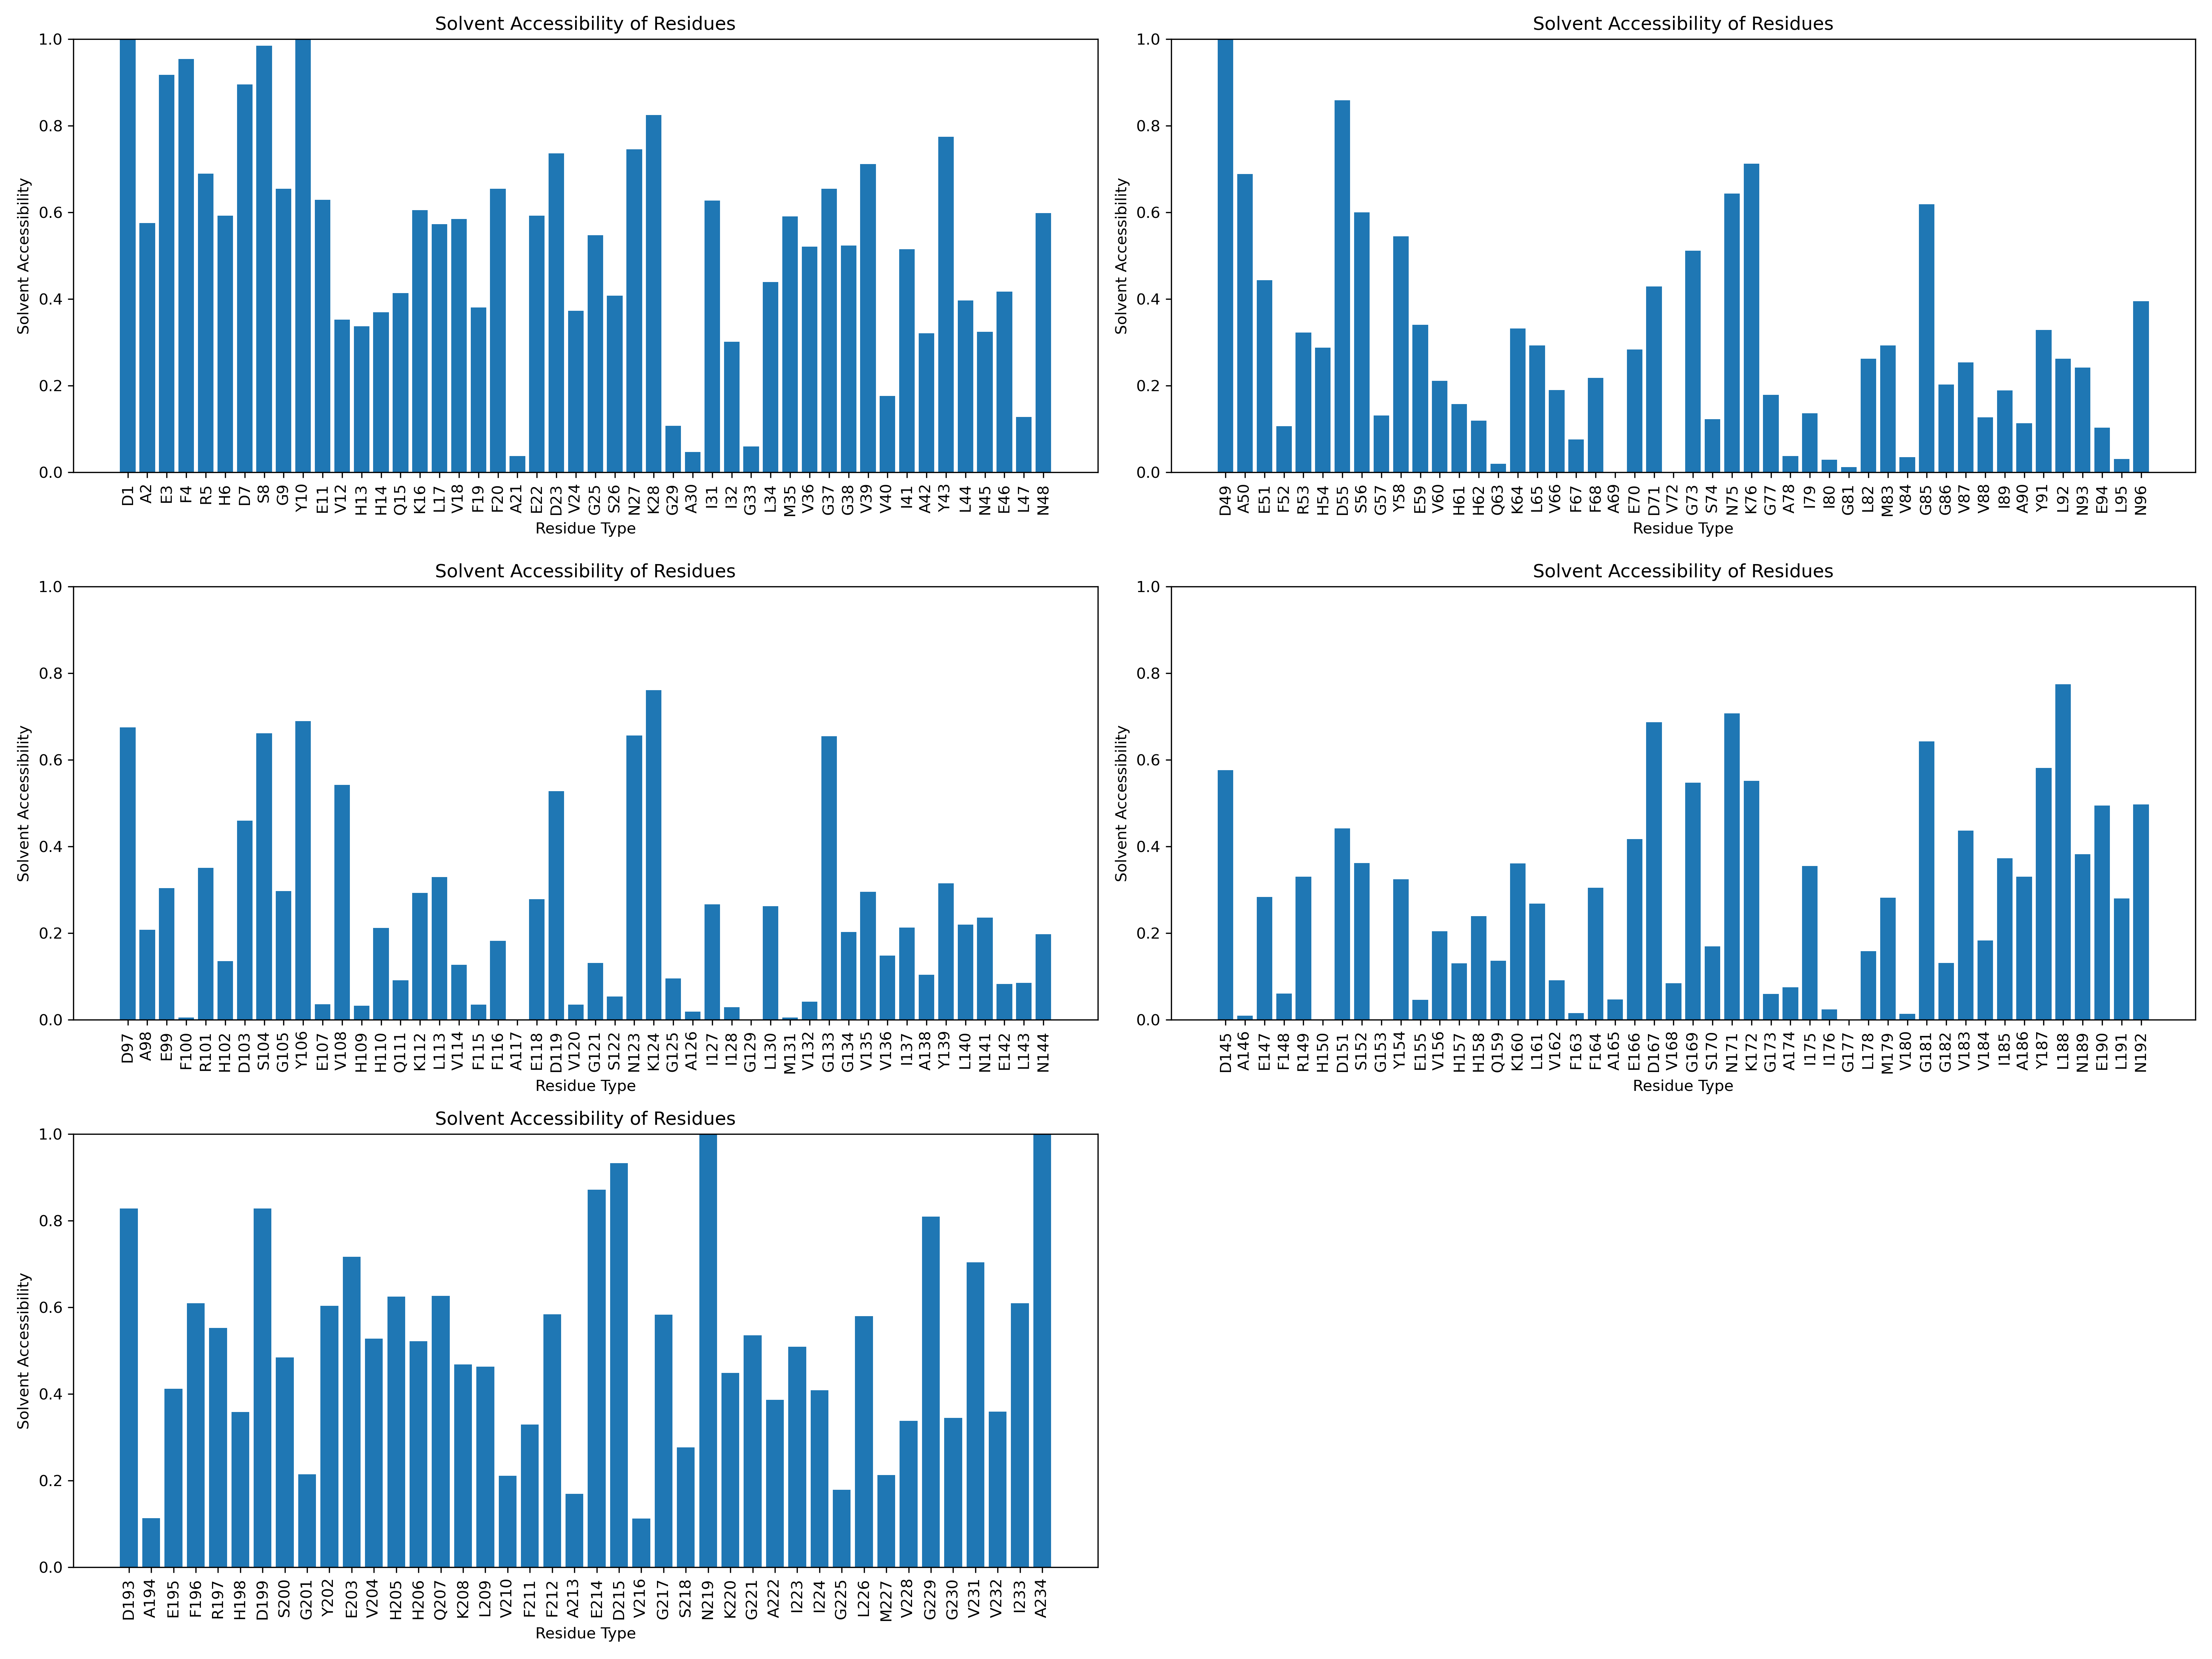 Solvent Accessibility of Residues
1.0
0.8
0.6
0.4
0.2
0.0
Solvent Accessibility
D1 A2 E3 F4 R5 H6 D7 S8 G9 Y10 E11 V12 H13 H14 Q15 K16 L17 V18 F19 F20 A21 E22 D23 V24 G25 S26 N27 K28 G29 A30 I31 I32 G33 L34 M35 V36 G37 G38 V39 V40 I41 A42 Y43 L44 N45 E46 L47 N48
Residue Type
Solvent Accessibility of Residues
1.0
0.8
0.6
0.4
0.2
0.0
Solvent Accessibility
D49 A50 E51 F52 R53 H54 D55 S56 G57 Y58 E59 V60 H61 H62 Q63 K64 L65 V66 F67 F68 A69 E70 D71 V72 G73 S74 N75 K76 G77 A78 I79 I80 G81 L82 M83 V84 G85 G86 V87 V88 I89 A90 Y91 L92 N93 E94 L95 N96
Residue Type
Solvent Accessibility of Residues
1.0
0.8
0.6
0.4
0.2
0.0
Solvent Accessibility
D97 A98 E99 F100 R101 H102 D103 S104 G105 Y106 E107 V108 H109 H110 Q111 K112 L113 V114 F115 F116 A117 E118 D119 V120 G121 S122 N123 K124 G125 A126 I127 I128 G129 L130 M131 V132 G133 G134 V135 V136 I137 A138 Y139 L140 N141 E142 L143 N144
Residue Type
Solvent Accessibility of Residues
1.0
0.8
0.6
0.4
0.2
0.0
Solvent Accessibility
D145 A146 E147 F148 R149 H150 D151 S152 G153 Y154 E155 V156 H157 H158 Q159 K160 L161 V162 F163 F164 A165 E166 D167 V168 G169 S170 N171 K172 G173 A174 I175 I176 G177 L178 M179 V180 G181 G182 V183 V184 I185 A186 Y187 L188 N189 E190 L191 N192
Residue Type
Solvent Accessibility of Residues
1.0
0.8
0.6
0.4
0.2
0.0
Solvent Accessibility
D193 A194 E195 F196 R197 H198 D199 S200 G201 Y202 E203 V204 H205 H206 Q207 K208 L209 V210 F211 F212 A213 E214 D215 V216 G217 S218 N219 K220 G221 A222 I223 I224 G225 L226 M227 V228 G229 G230 V231 V232 I233 A234
Residue Type